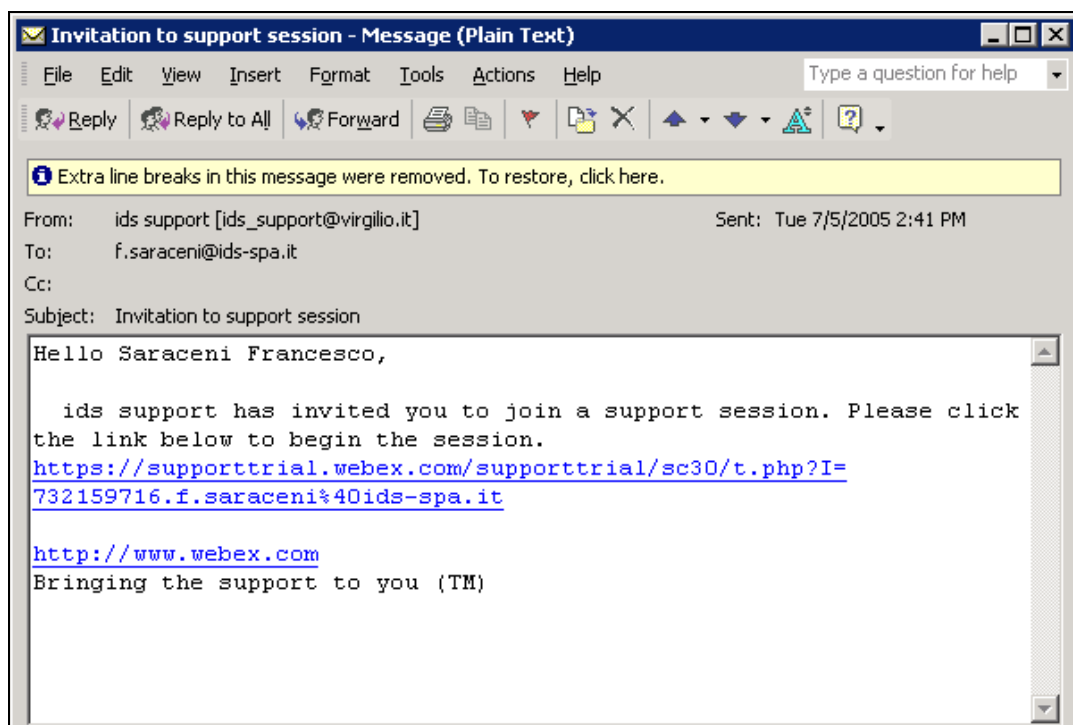 Invitation to support session - Message (Plain Text)
File Edit View Insert Format Tools Actions Help Type a question for help
Reply Reply to All Forward
Extra line breaks in this message were removed. To restore, click here.
From: ids support [ids_support@virgilio.it] Sent: Tue 7/5/2005 2:41 PM
To: f.saraceni@ids-spa.it
Cc:
Subject: Invitation to support session
Hello Saraceni Francesco,
ids support has invited you to join a support session. Please click
the link below to begin the session.
https://supporttrial.webex.com/supporttrial/sc30/t.php?I=
732159716.f.saraceni%40ids-spa.it
http://www.webex.com
Bringing the support to you (TM)